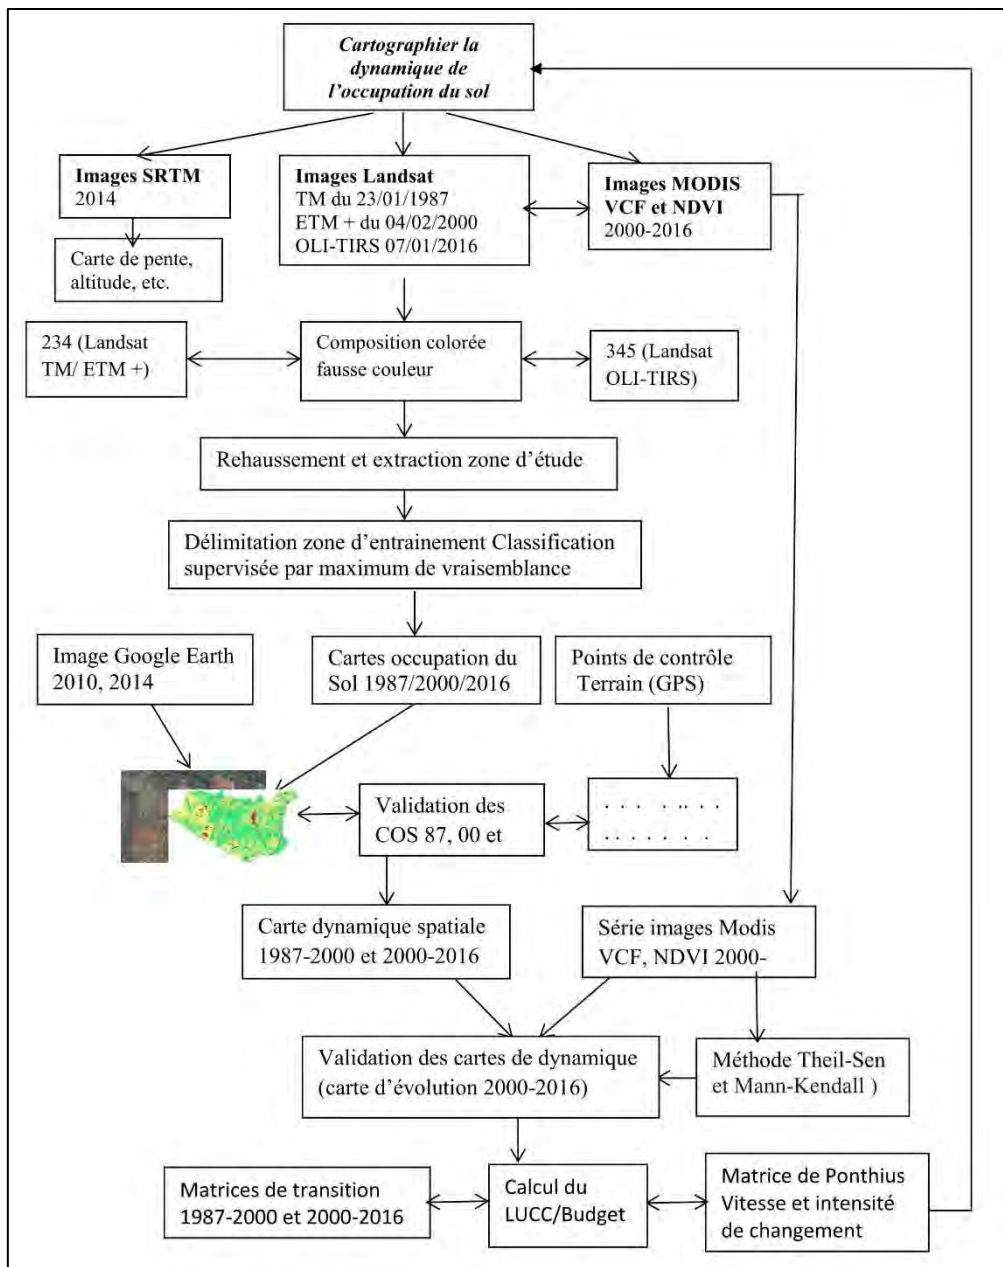 Cartographier la
dynamique de
l’occupation du sol
Images SRTM
2014
Images Landsat
TM du 23/01/1987
ETM + du 04/02/2000
OLI-TIRS 07/01/2016
Images MODIS
VCF et NDVI
2000-2016
Carte de pente,
altitude, etc.
234 (Landsat
TM/ ETM +)
Composition colorée
fausse couleur
345 (Landsat
OLI-TIRS)
Rehaussement et extraction zone d’étude
Délimitation zone d’entrainement Classification
supervisée par maximum de vraisemblance
Image Google Earth
2010, 2014
Cartes occupation du
Sol 1987/2000/2016
Points de contrôle
Terrain (GPS)
Validation des
COS 87, 00 et
Carte dynamique spatiale
1987-2000 et 2000-2016
Série images Modis
VCF, NDVI 2000-
Validation des cartes de dynamique
(carte d’évolution 2000-2016)
Méthode Theil-Sen
et Mann-Kendall )
Matrices de transition
1987-2000 et 2000-2016
Calcul du
LUCC/Budget
Matrice de Ponthius
Vitesse et intensité
de changement